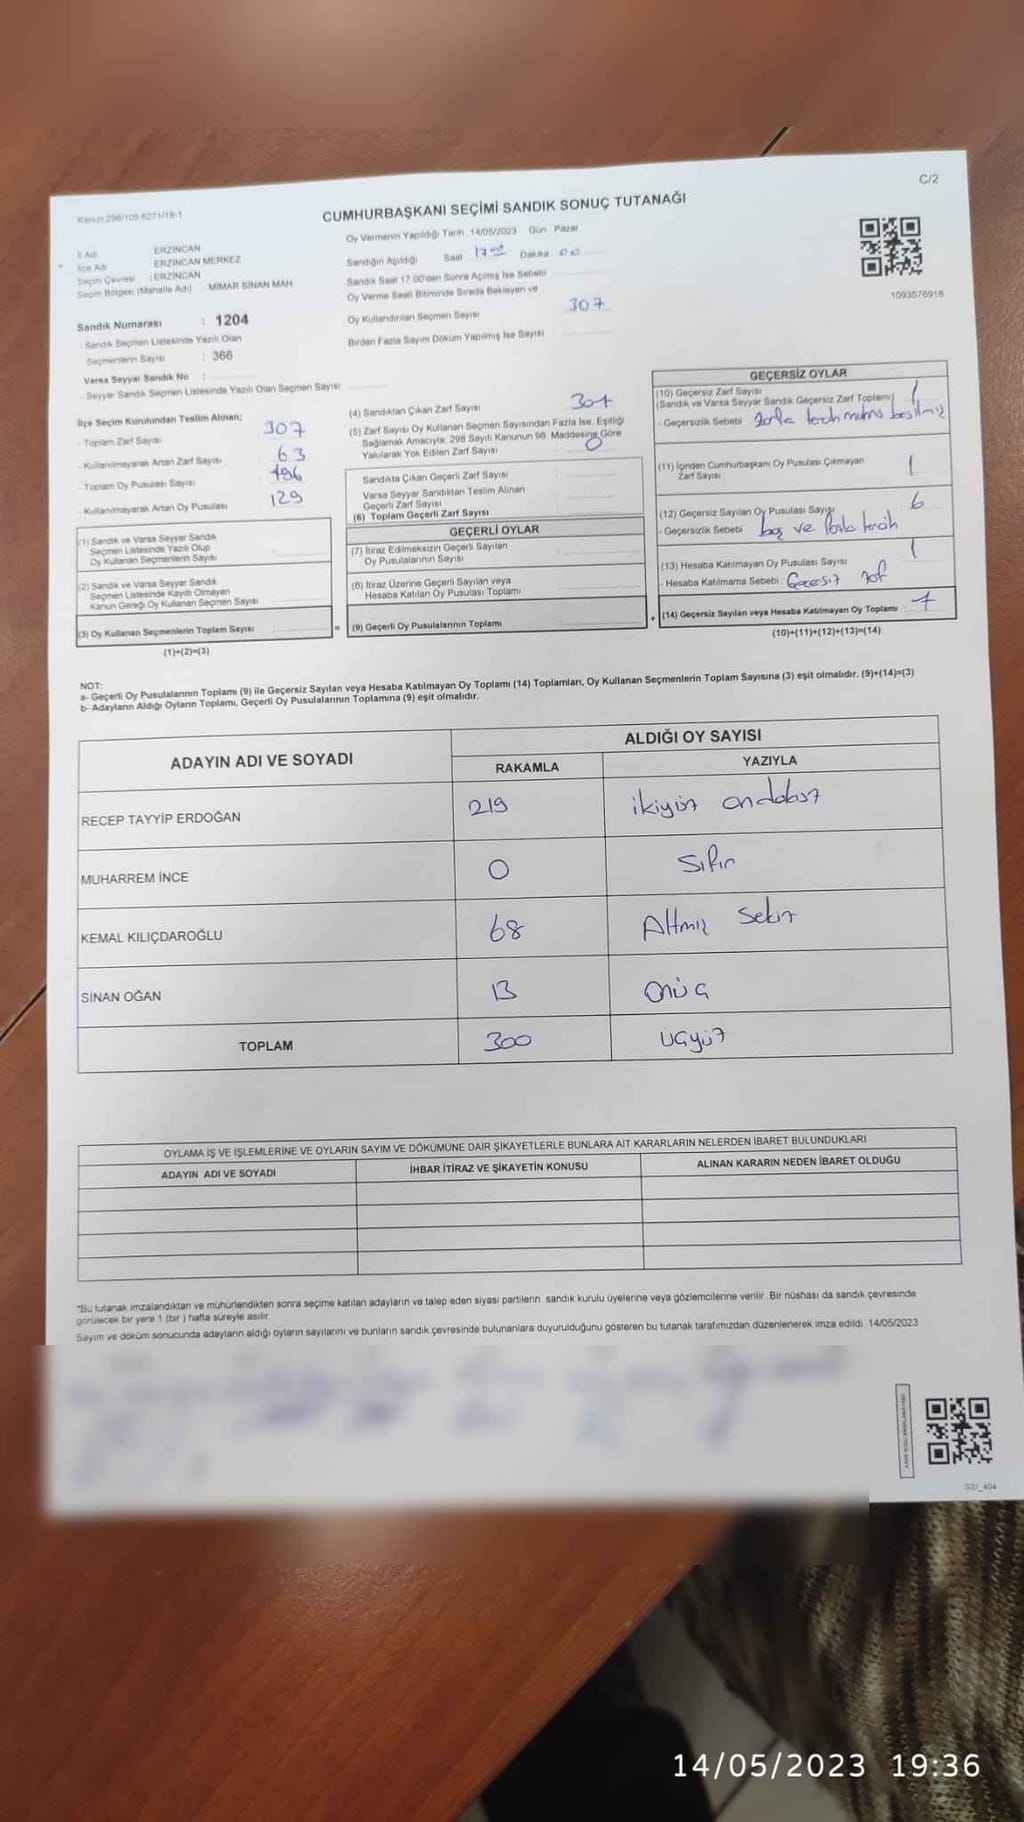 C/2
Kanun 298/105 6271/18-1
CUMHURBAŞKANI SEÇİMİ SANDIK SONUÇ TUTANAĞI
İl Adı : ERZİNCAN
İlçe Adı : ERZİNCAN MERKEZ
Seçim Çevresi : ERZİNCAN
Seçim Bölgesi (Mahalle Adı) : MİMAR SİNAN MAH
Sandık Numarası : 1204
Sandık Seçmen Listesinde Yazılı Olan
Seçmenlerin Sayısı : 366
Varsa Seyyar Sandık No :
- Seyyar Sandık Seçmen Listesinde Yazılı Olan Seçmen Sayısı
Oy Vermenin Yapıldığı Tarih :14/05/2023 Gün Pazar
Sandığın Açıldığı Saat 17 Dakika 00
Sandık Saat 17.00'den Sonra Açılmış İse Sebebi
Oy Verme Saati Bitiminde Sırada Bekleyen ve
Oy Kullandırılan Seçmen Sayısı 307
Birden Fazla Sayım Döküm Yapılmış İse Sayısı
1093576918
İlçe Seçim Kurulundan Teslim Alınan;
- Toplam Zarf Sayısı 307
- Kullanılmayarak Artan Zarf Sayısı 63
- Toplam Oy Pusulası Sayısı
- Kullanılmayarak Artan Oy Pusulası 129
(1) Sandık ve Varsa Seyyar Sandık
Seçmen Listesinde Yazılı Olup
Oy Kullanan Seçmenlerin Sayısı
(2) Sandık ve Varsa Seyyar Sandık
Seçmen Listesinde Kayıtlı Olmayan
Kanun Gereği Oy Kullanan Seçmen Sayısı
(3) Oy Kullanan Seçmenlerin Toplam Sayısı
(1)+(2)=(3)
=
(4) Sandıktan Çıkan Zarf Sayısı
(5) Zarf Sayısı Oy Kullanan Seçmen Sayısından Fazla İse, Eşitliği
Sağlamak Amacıyla; 298 Sayılı Kanunun 98. Maddesine Göre
Yakılarak Yok Edilen Zarf Sayısı 0
Sandıkta Çıkan Geçerli Zarf Sayısı
Varsa Seyyar Sandıktan Teslim Alınan
Geçerli Zarf Sayısı
(6) Toplam Geçerli Zarf Sayısı
GEÇERLİ OYLAR
(7) İtiraz Edilmeksizin Geçerli Sayılan
Oy Pusulalarının Sayısı
(8) İtiraz Üzerine Geçerli Sayılan veya
Hesaba Katılan Oy Pusulası Toplamı
(9) Geçerli Oy Pusulalarının Toplamı
+
GEÇERSİZ OYLAR
(10) Geçersiz Zarf Sayısı
(Sandık ve Varsa Seyyar Sandık Geçersiz Zarf Toplamı) 1
- Geçersizlik Sebebi
(11) İçinden Cumhurbaşkanı Oy Pusulası Çıkmayan
Zarf Sayısı 1
(12) Geçersiz Sayılan Oy Pusulası Sayısı 6
- Geçersizlik Sebebi boş ve fazla tercih
(13) Hesaba Katılmayan Oy Pusulası Sayısı 1
- Hesaba Katılmama Sebebi : Geçersiz zarf
(14) Geçersiz Sayılan veya Hesaba Katılmayan Oy Toplamı : 7
(10)+(11)+(12)+(13)=(14)
NOT:
a- Geçerli Oy Pusulalarının Toplamı (9) ile Geçersiz Sayılan veya Hesaba Katılmayan Oy Toplamı (14) Toplamları, Oy Kullanan Seçmenlerin Toplam Sayısına (3) eşit olmalıdır. (9)+(14)=(3)
b- Adayların Aldığı Oyların Toplamı, Geçerli Oy Pusulalarının Toplamına (9) eşit olmalıdır.
ADAYIN ADI VE SOYADI
ALDIĞI OY SAYISI
RAKAMLA YAZIYLA
RECEP TAYYİP ERDOĞAN 219 ikiyüz ondokuz
MUHARREM İNCE 0 Sıfır
KEMAL KILIÇDAROĞLU 68 Altmış Sekiz
SİNAN OĞAN 13 Onüç
TOPLAM 300 Üçyüz
OYLAMA İŞ VE İŞLEMLERİNE VE OYLARIN SAYIM VE DÖKÜMÜNE DAİR ŞİKAYETLERLE BUNLARA AİT KARARLARIN NELERDEN İBARET BULUNDUKLARI
ADAYIN ADI VE SOYADI İHBAR İTİRAZ VE ŞİKAYETİN KONUSU ALINAN KARARIN NEDEN İBARET OLDUĞU
"Bu tutanak imzalandıktan ve mühürlendikten sonra seçime katılan adayların ve talep eden siyasi partilerin sandık kurulu üyelerine veya gözlemcilerine verilir. Bir nüshası da sandık çevresinde
görülecek bir yere 1 (bir ) hafta süreyle asılır.
Sayım ve döküm sonucunda adayların aldığı oyların sayılarını ve bunların sandık çevresinde bulunanlara duyurulduğunu gösteren bu tutanak tarafımızdan düzenlenerek imza edildi. 14/05/2023
SSI_404
14/05/2023 19:36